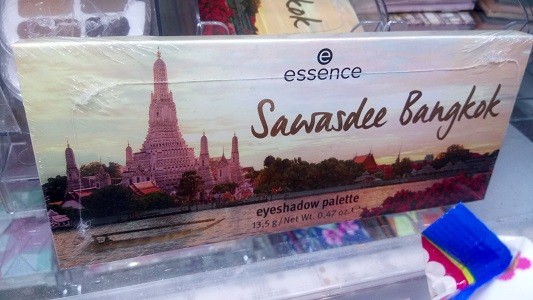 essence
Sawasdee Bangkok
eyeshadow palette
13,5 g / Net Wt. 0.47 oz.